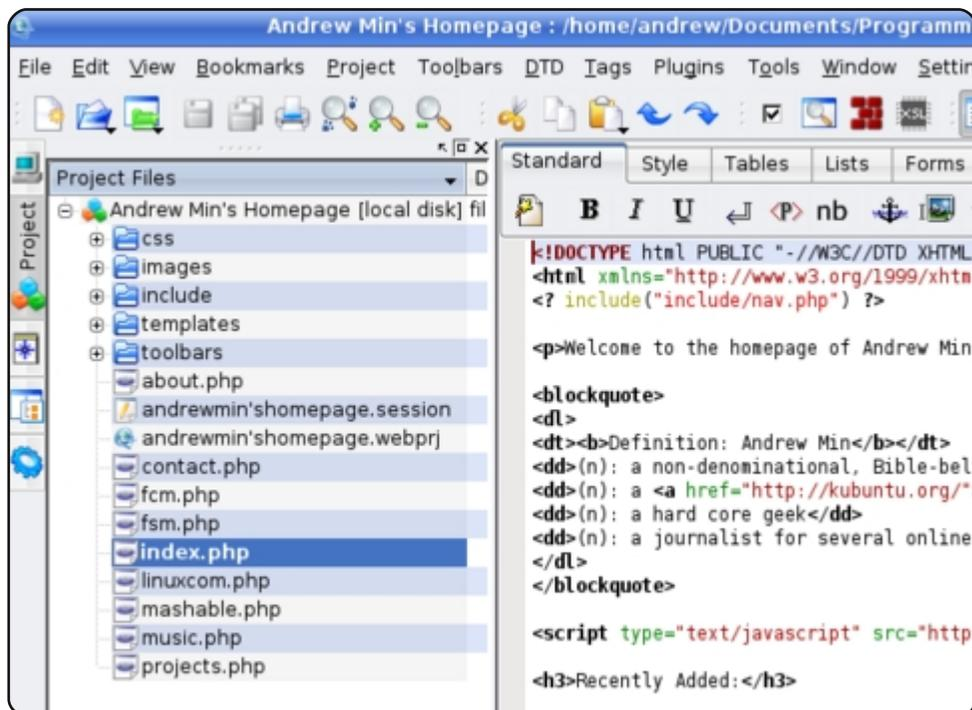 Andrew Min's Homepage : /home/andrew/Documents/Programm
File Edit View Bookmarks Project Toolbars DTD Tags Plugins Tools Window Settin
XSL
Project
Project Files D
Standard Style Tables Lists Forms
B I U <P> nb
Andrew Min's Homepage [local disk] fil
css
images
include
templates
toolbars
about.php
andrewmin'shomepage.session
andrewmin'shomepage.webprj
contact.php
fcm.php
fsm.php
index.php
linuxcom.php
mashable.php
music.php
projects.php
<!DOCTYPE html PUBLIC "-//W3C//DTD XHTML
<html xmlns="http://www.w3.org/1999/xhtm
<? include("include/nav.php") ?>
<p>Welcome to the homepage of Andrew Min
<blockquote>
<dl>
<dt><b>Definition: Andrew Min</b></dt>
<dd>(n): a non-denominational, Bible-bel
<dd>(n): a <a href="http://kubuntu.org/"
<dd>(n): a hard core geek</dd>
<dd>(n): a journalist for several online
</dl>
</blockquote>
<script type="text/javascript" src="http
<h3>Recently Added:</h3>